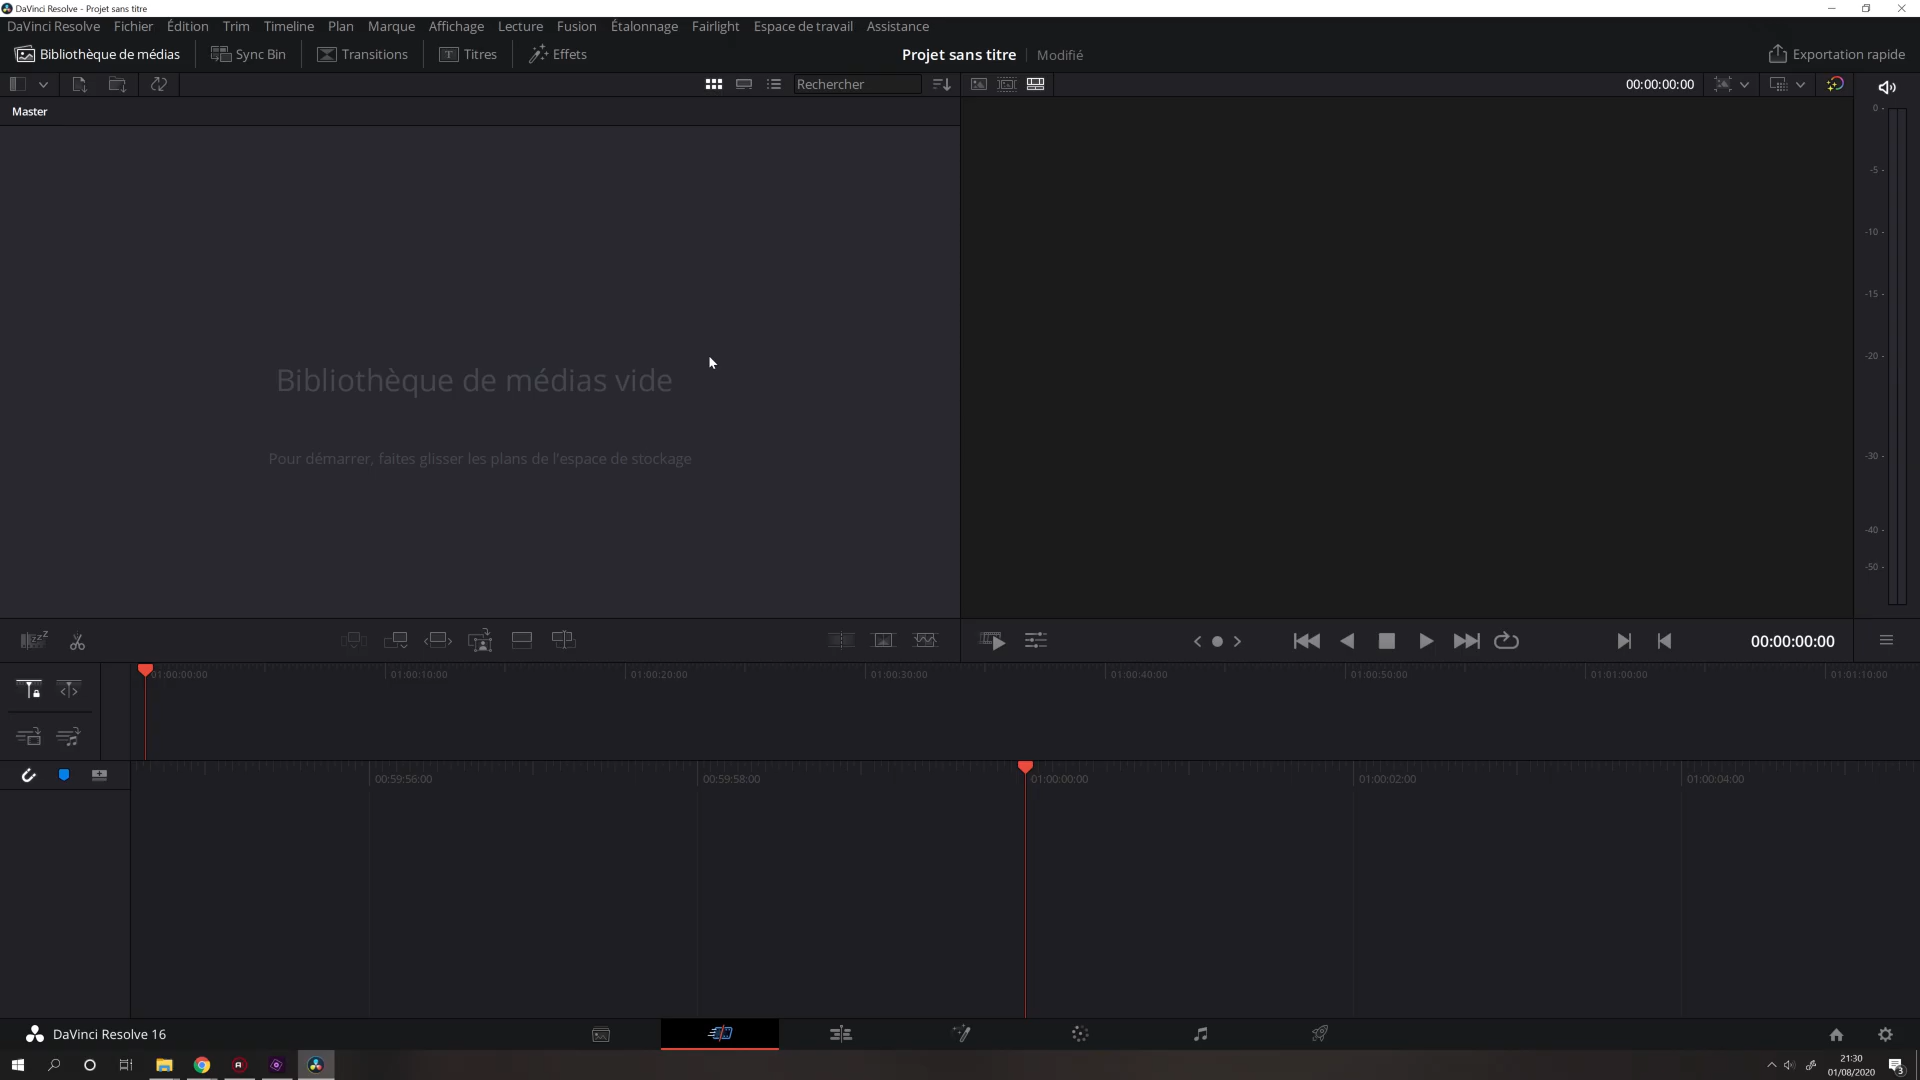 DaVinci Resolve - Projet sans titre
DaVinci Resolve Fichier Édition Trim Timeline Plan Marque Affichage Lecture Fusion Étalonnage Fairlight Espace de travail Assistance
Bibliothèque de médias Sync Bin Transitions Titres Effets Projet sans titre Modifié Exportation rapide
Rechercher 00:00:00:00
Master
0
-5
-10
-15
-20
-30
-40
-50
Bibliothèque de médias vide
Pour démarrer, faites glisser les plans de l'espace de stockage
00:00:00:00
01:00:00:00 01:00:10:00 01:00:20:00 01:00:30:00 01:00:40:00 01:00:50:00 01:01:00:00 01:01:10:00
00:59:56:00 00:59:58:00 01:00:00:00 01:00:02:00 01:00:04:00
DaVinci Resolve 16
21:30
01/08/2020
3